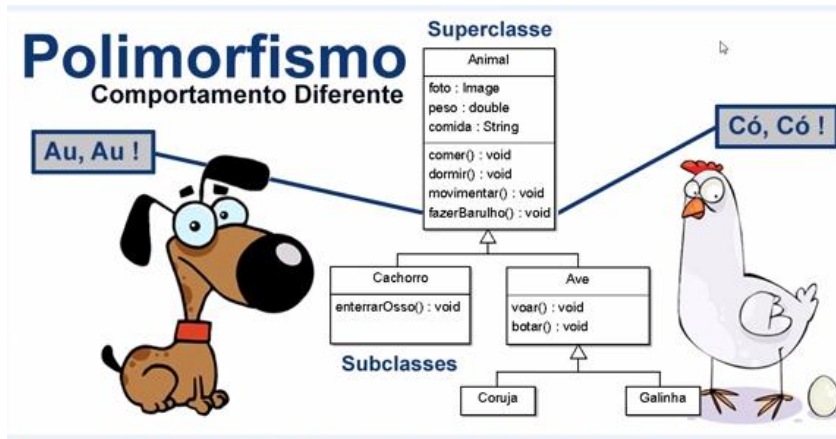 Polimorfismo
Comportamento Diferente
Superclasse
Animal
foto : Image
peso : double
comida : String
comer() : void
dormir() : void
movimentar() : void
fazerBarulho() : void
Au, Au !
Có, Có !
Cachorro
enterrarOsso() : void
Ave
voar() : void
botar() : void
Subclasses
Coruja
Galinha